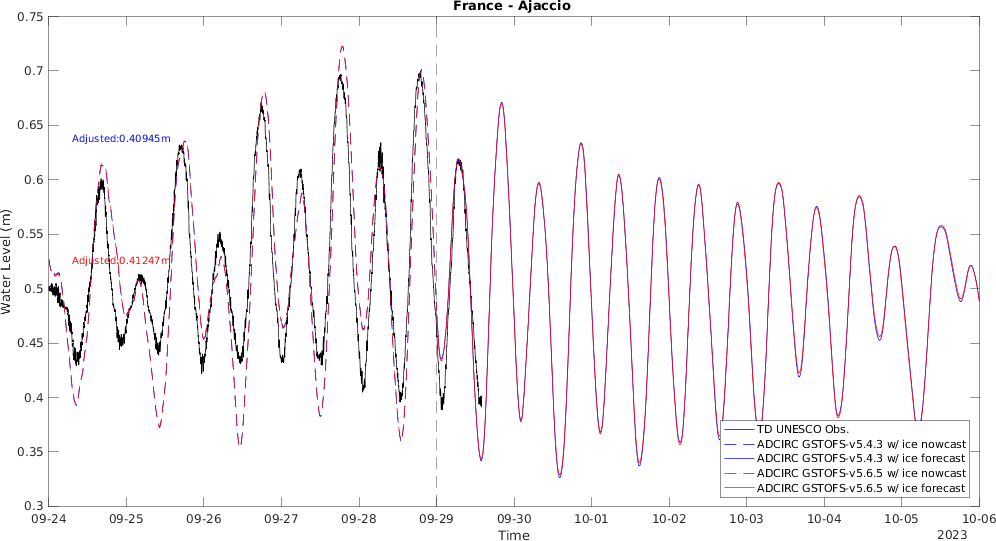 France - Ajaccio
0.75
0.7
0.65
0.6
0.55
0.5
0.45
0.4
0.35
0.3
Water Level (m)
Adjusted:0.40945m
Adjusted:0.41247m
TD UNESCO Obs.
ADCIRC GSTOFS-v5.4.3 w/ ice nowcast
ADCIRC GSTOFS-v5.4.3 w/ ice forecast
ADCIRC GSTOFS-v5.6.5 w/ ice nowcast
ADCIRC GSTOFS-v5.6.5 w/ ice forecast
09-24 09-25 09-26 09-27 09-28 09-29 09-30 10-01 10-02 10-03 10-04 10-05 10-06
Time
2023